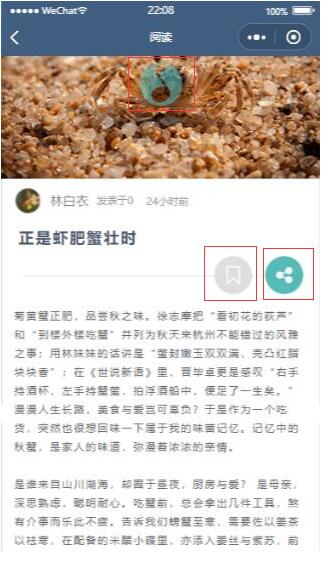 WeChat
22:08
100%
阅读
林白衣 发表于0 24小时前
正是虾肥蟹壮时
菊黄蟹正肥，品尝秋之味。徐志摩把“看初花的荻芦”
和“到楼外楼吃蟹”并列为秋天来杭州不能错过的风雅
之事；用林妹妹的话讲是“螯封嫩玉双双满，壳凸红脂
块块香”；在《世说新语》里，晋毕卓更是感叹“右手
持酒杯，左手持蟹螯，拍浮酒船中，便足了一生矣。”
漫漫人生长路，美食与爱岂可辜负？于是作为一个吃
货，突然也很想回味一下属于我的味蕾记忆。记忆中的
秋蟹，是家人的味道，弥漫着浓浓的亲情。
是谁来自山川湖海，却囿于昼夜，厨房与爱？ 是母亲，
深思熟虑，聪明耐心。吃蟹前，总会拿出几件工具，煞
有介事而乐此不疲。告诉我们螃蟹至寒，需要佐以姜茶
以祛寒，在配备的米醋小碟里，亦添入姜丝与紫苏，前